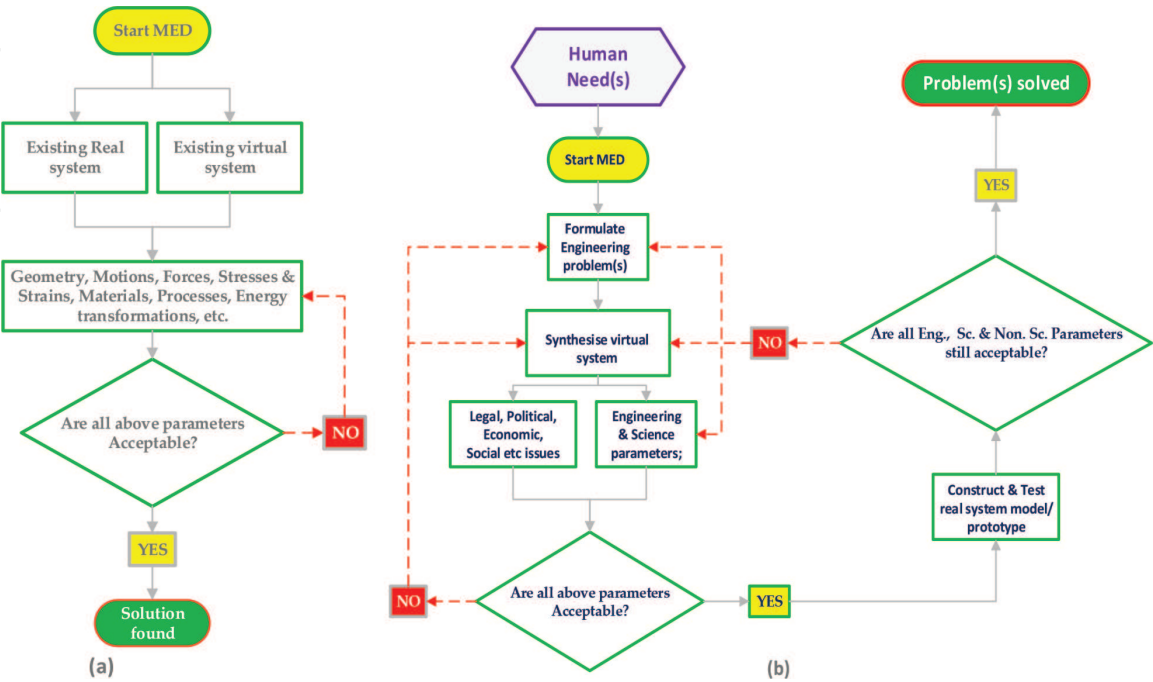 Start MED
Existing Real
system
Existing virtual
system
Geometry, Motions, Forces, Stresses &
Strains, Materials, Processes, Energy
transformations, etc.
Are all above parameters
Acceptable?
NO
YES
Solution
found
(a)
Human
Need(s)
Start MED
Formulate
Engineering
problem(s)
Synthesise virtual
system
Legal, Political,
Economic,
Social etc issues
Engineering
& Science
parameters;
Are all above parameters
Acceptable?
NO
YES
Construct & Test
real system model/
prototype
Are all Eng., Sc. & Non. Sc. Parameters
still acceptable?
NO
YES
Problem(s) solved
(b)